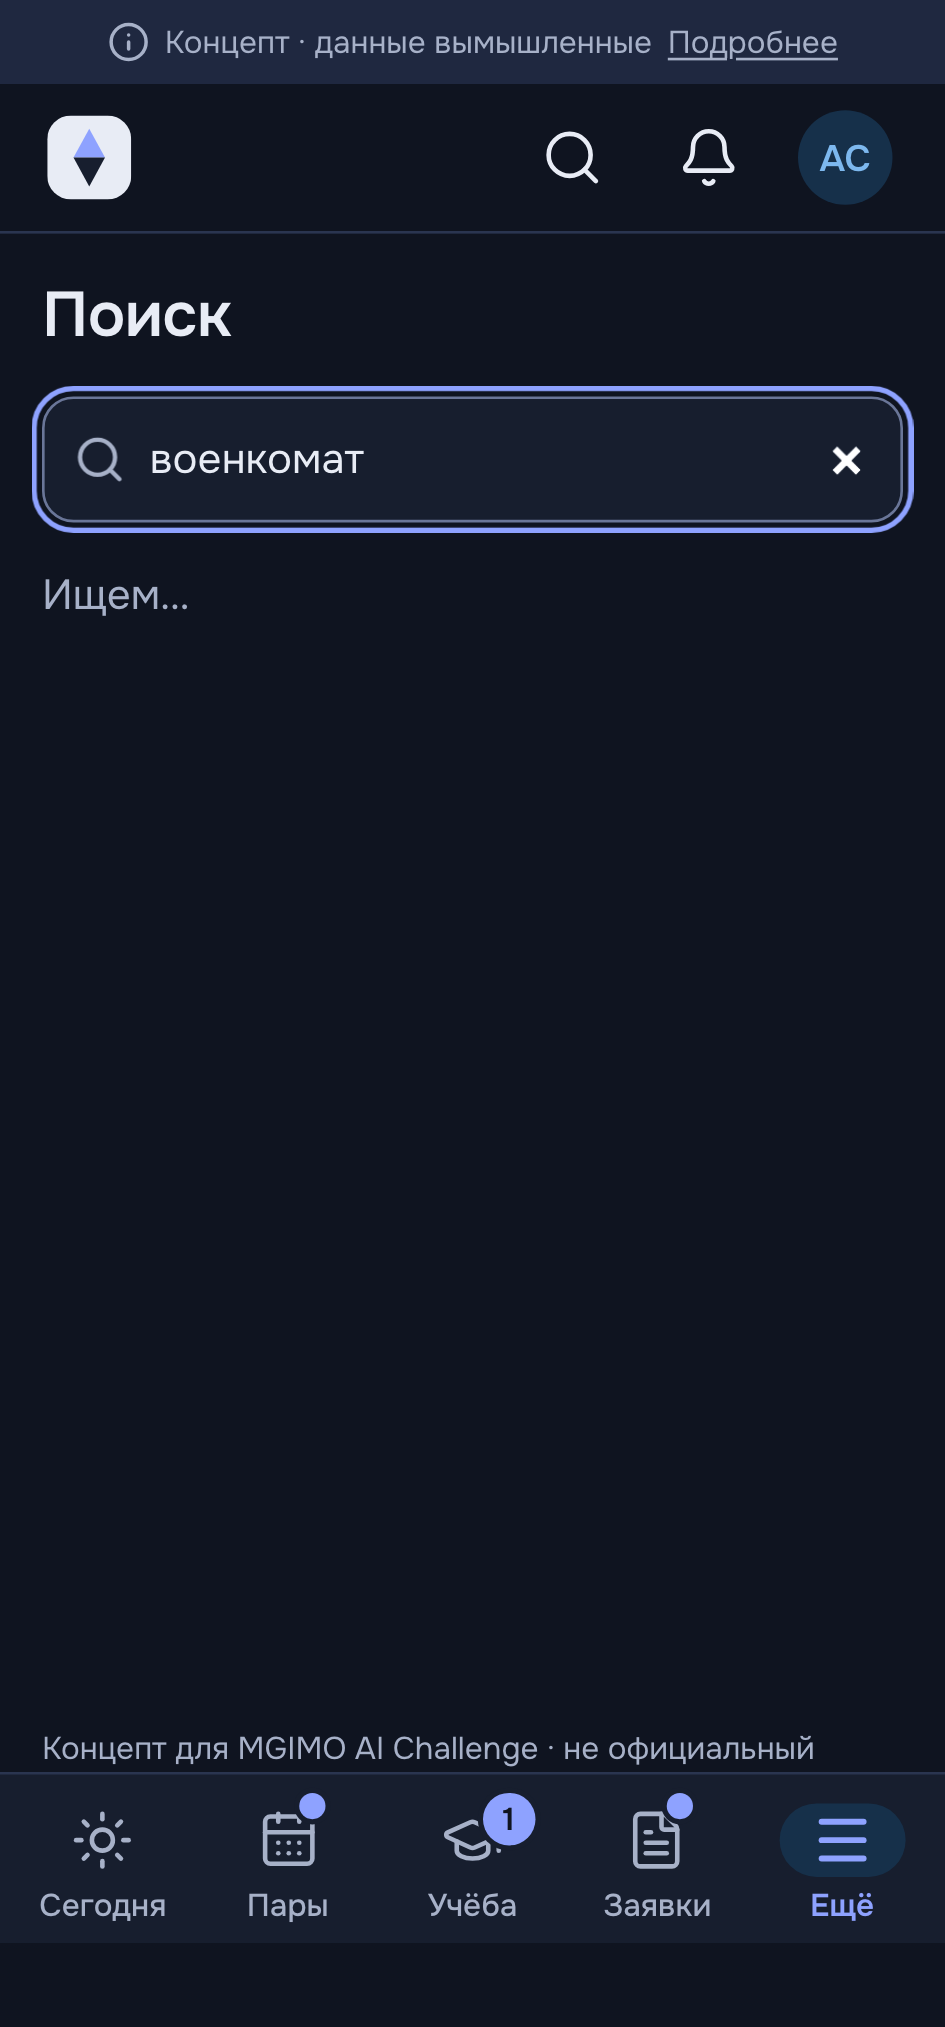 Концепт · данные вымышленные Подробнее
АС
Поиск
военкомат
Ищем...
Концепт для MGIMO AI Challenge · не официальный
1
Сегодня Пары Учёба Заявки Ещё